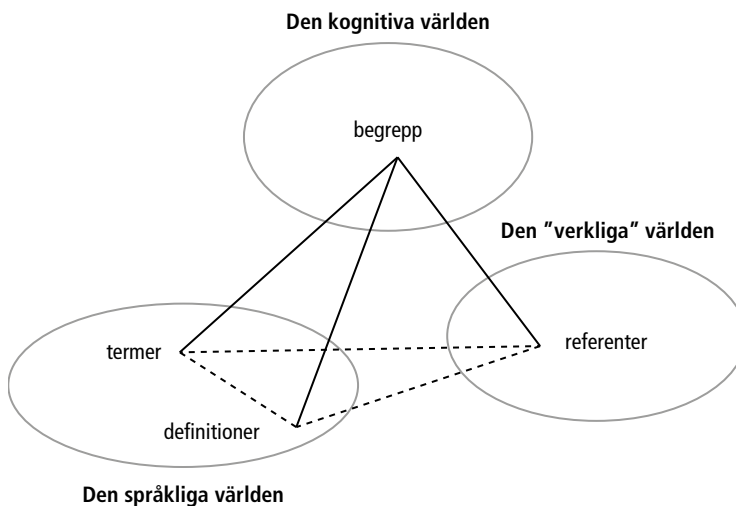 Den kognitiva världen
begrepp
Den ”verkliga” världen
termer
referenter
definitioner
Den språkliga världen